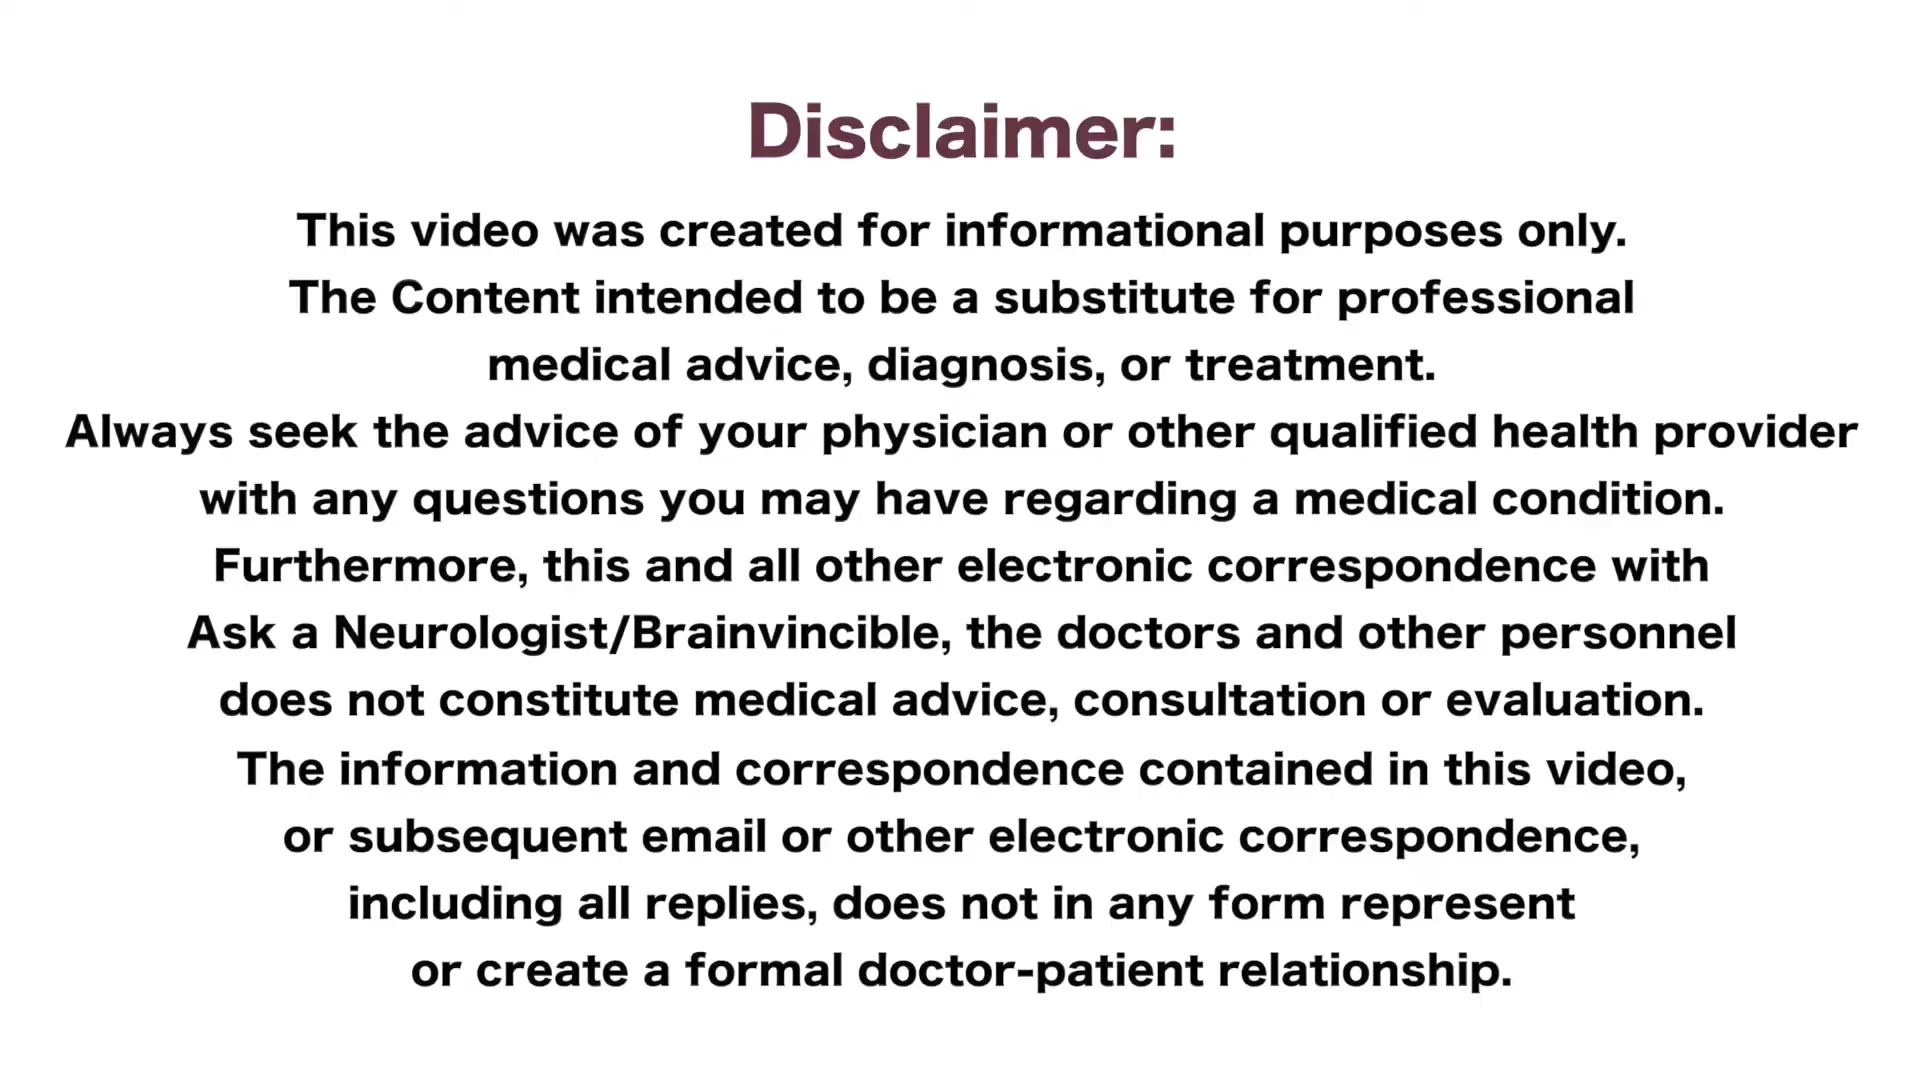 Disclaimer:
This video was created for informational purposes only.
The Content intended to be a substitute for professional
medical advice, diagnosis, or treatment.
Always seek the advice of your physician or other qualified health provider
with any questions you may have regarding a medical condition.
Furthermore, this and all other electronic correspondence with
Ask a Neurologist/Brainvincible, the doctors and other personnel
does not constitute medical advice, consultation or evaluation.
The information and correspondence contained in this video,
or subsequent email or other electronic correspondence,
including all replies, does not in any form represent
or create a formal doctor-patient relationship.